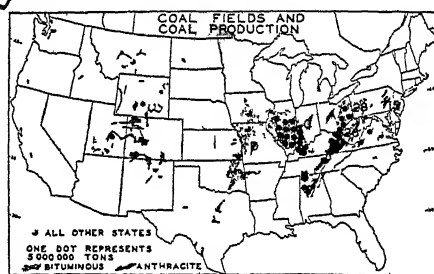 COAL FIELDS AND
COAL PRODUCTION
ALL OTHER STATES
ONE DOT REPRESENTS
5 000 000 TONS
BITUMINOUS ANTHRACITE